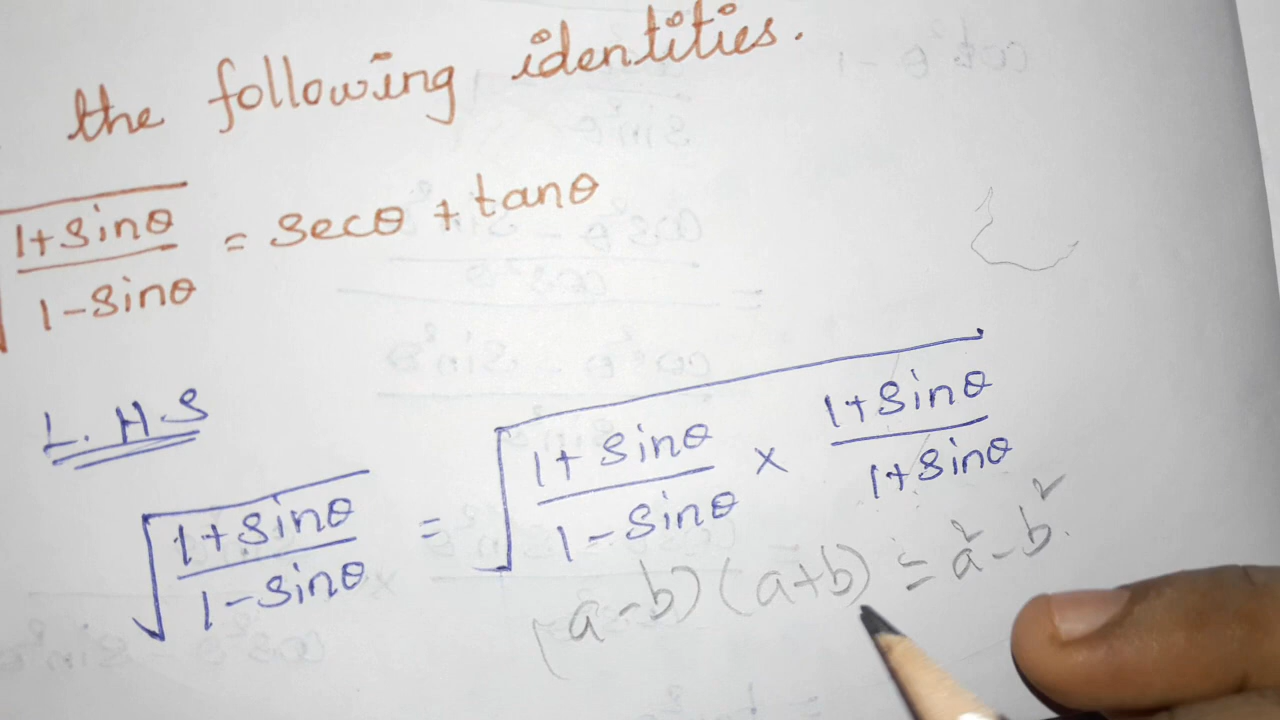 the following identities.
√(1+sinθ / 1-sinθ) = secθ + tanθ
L.H.S
√(1+sinθ / 1-sinθ) = √(1+sinθ / 1-sinθ × 1+sinθ / 1+sinθ)
(a-b)(a+b) = a²-b².